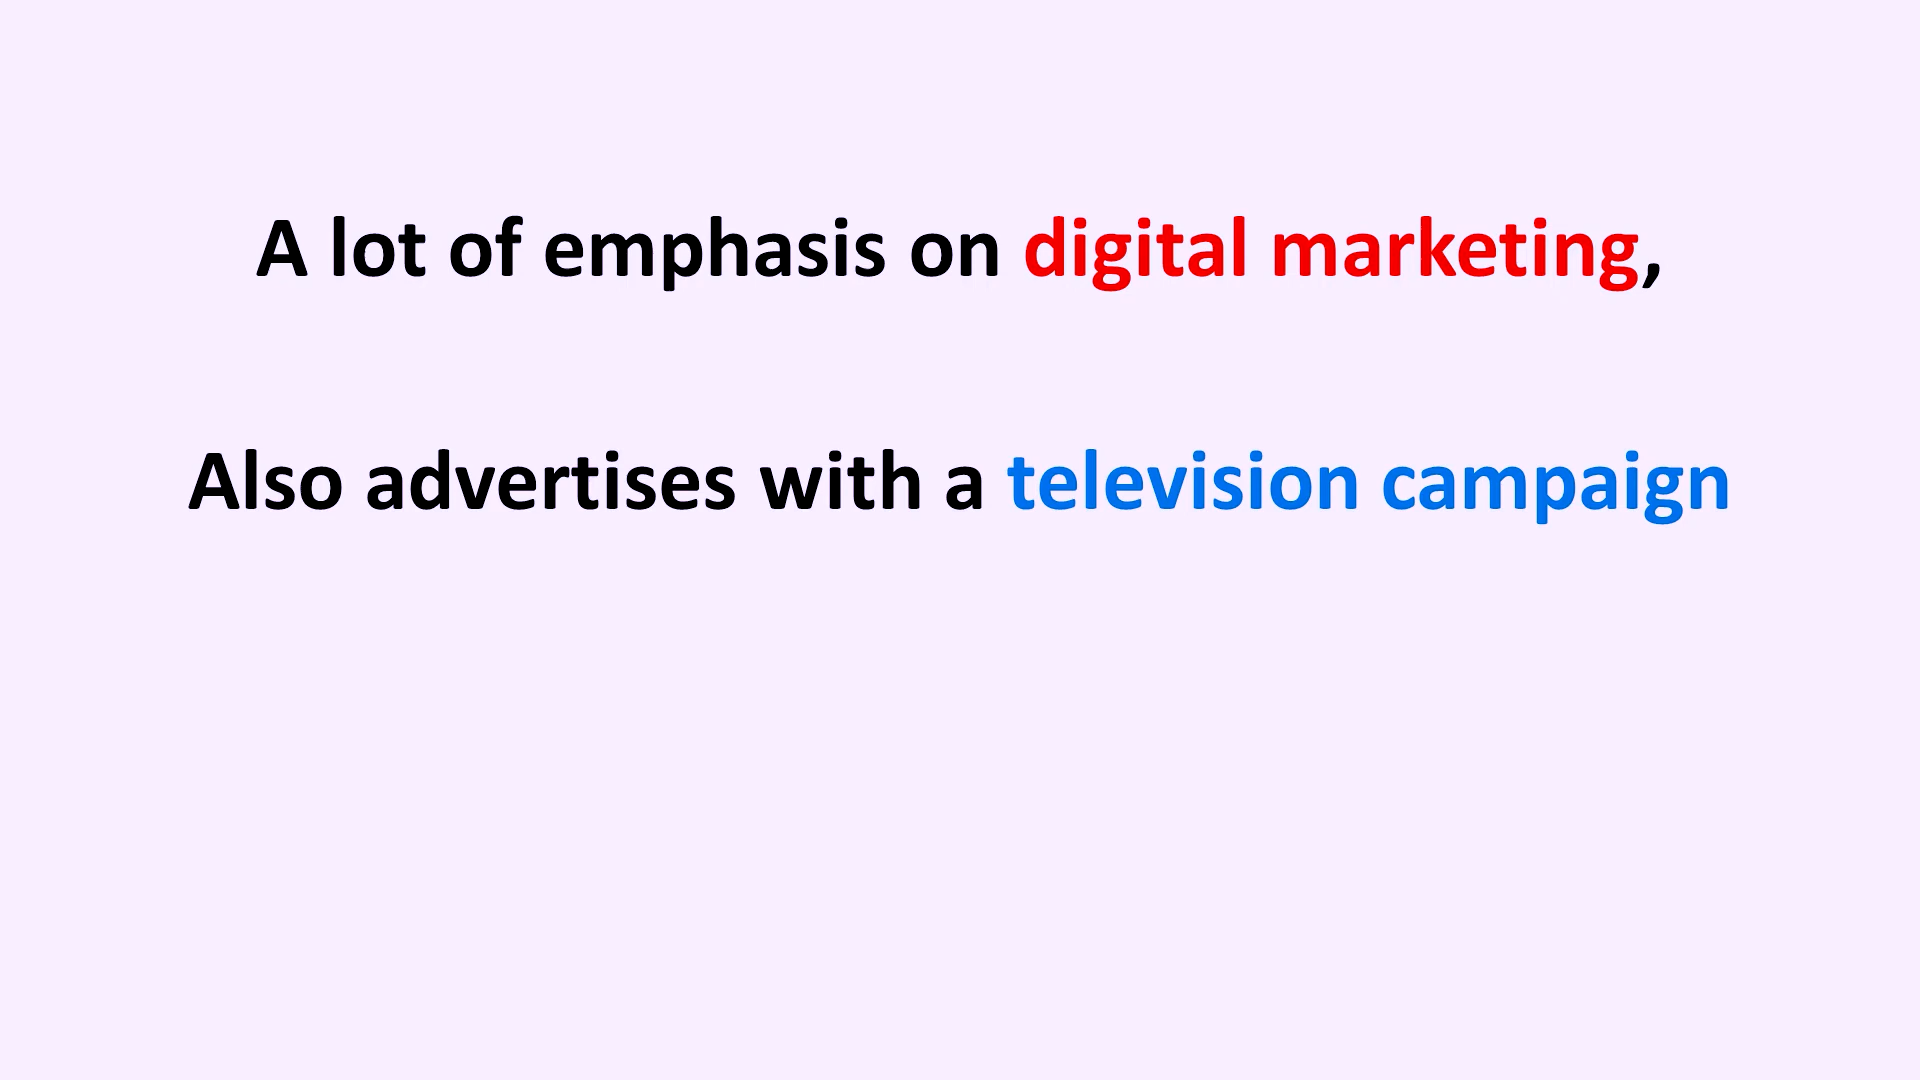 A lot of emphasis on digital marketing,
Also advertises with a television campaign